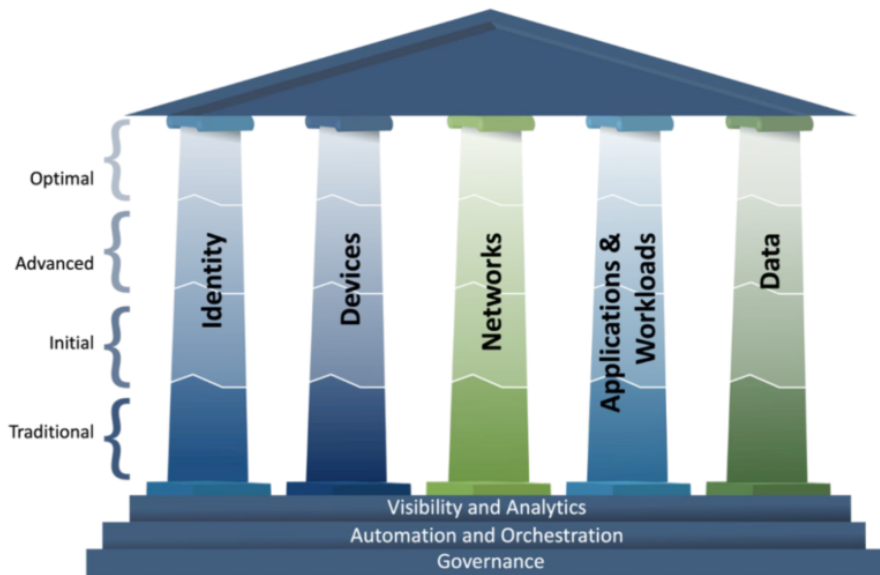 Optimal
Advanced
Initial
Traditional
Identity
Devices
Networks
Applications &
Workloads
Data
Visibility and Analytics
Automation and Orchestration
Governance